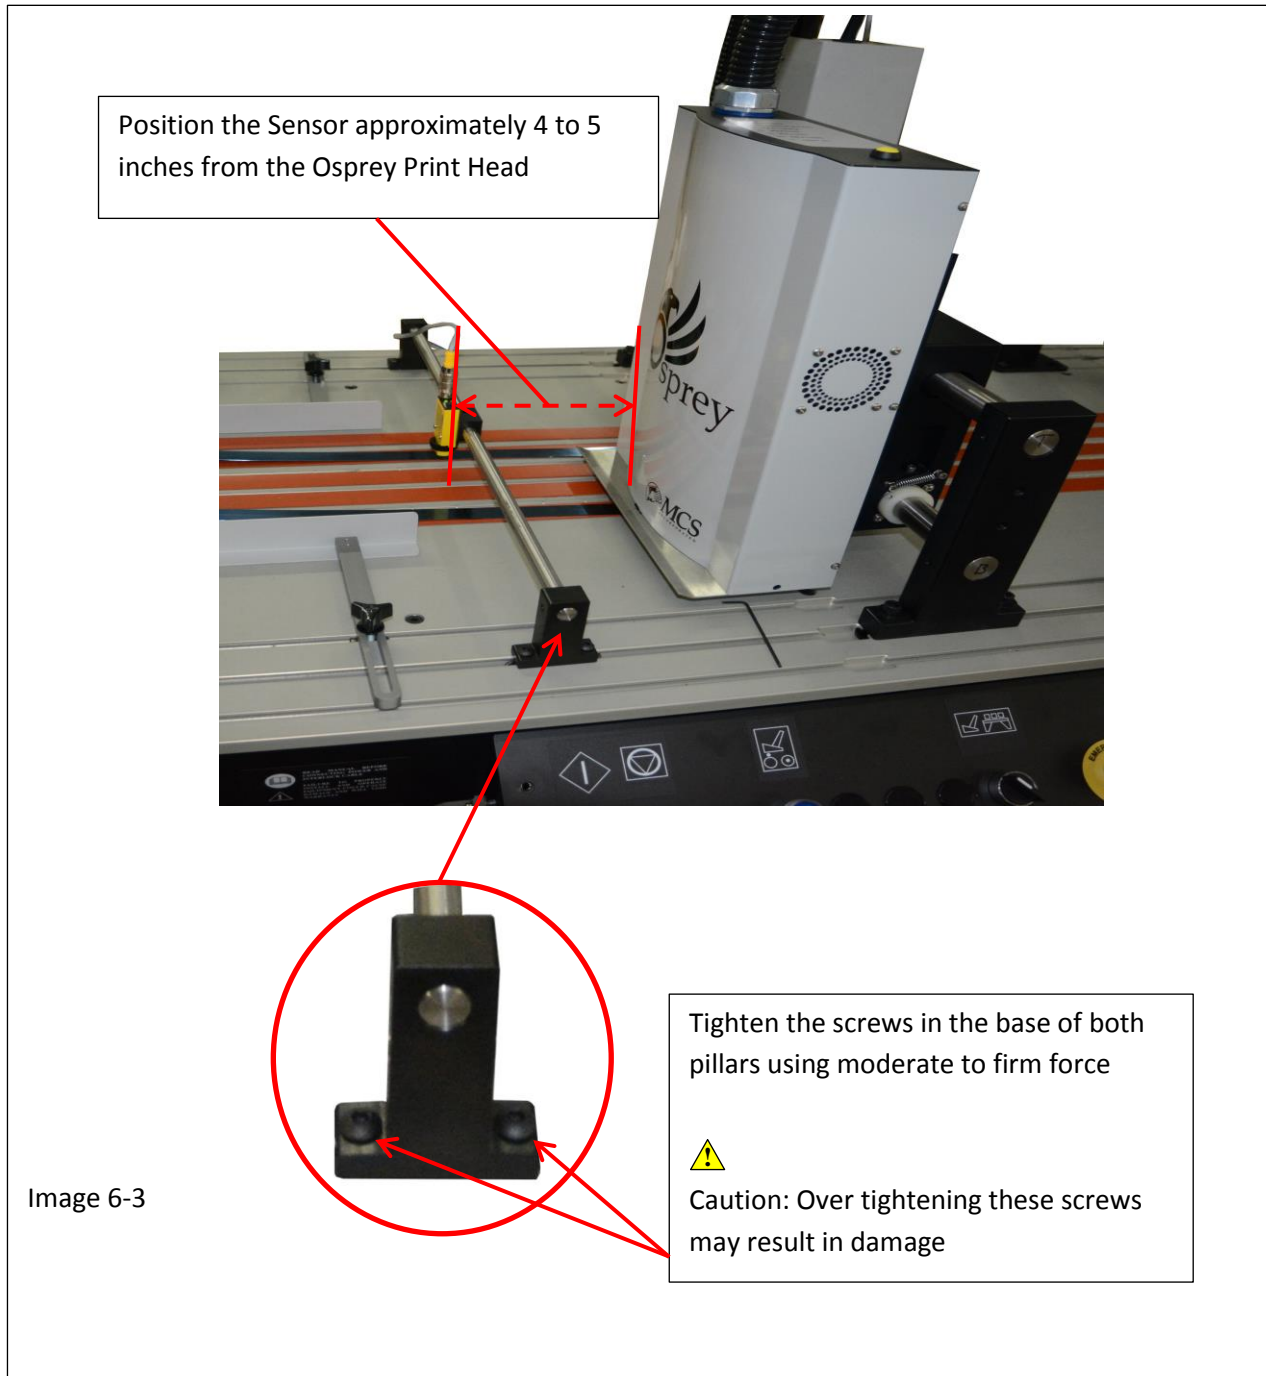 Position the Sensor approximately 4 to 5
inches from the Osprey Print Head
Osprey
MCS
Tighten the screws in the base of both
pillars using moderate to firm force
Caution: Over tightening these screws
may result in damage
Image 6-3